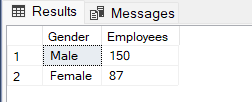 Results Messages
Gender Employees
1 Male 150
2 Female 87